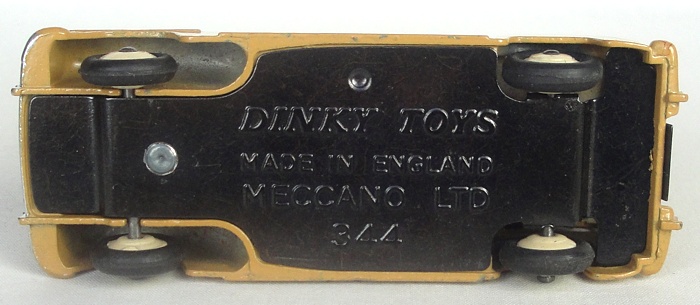 DINKY TOYS
MADE IN ENGLAND
MECCANO LTD
344